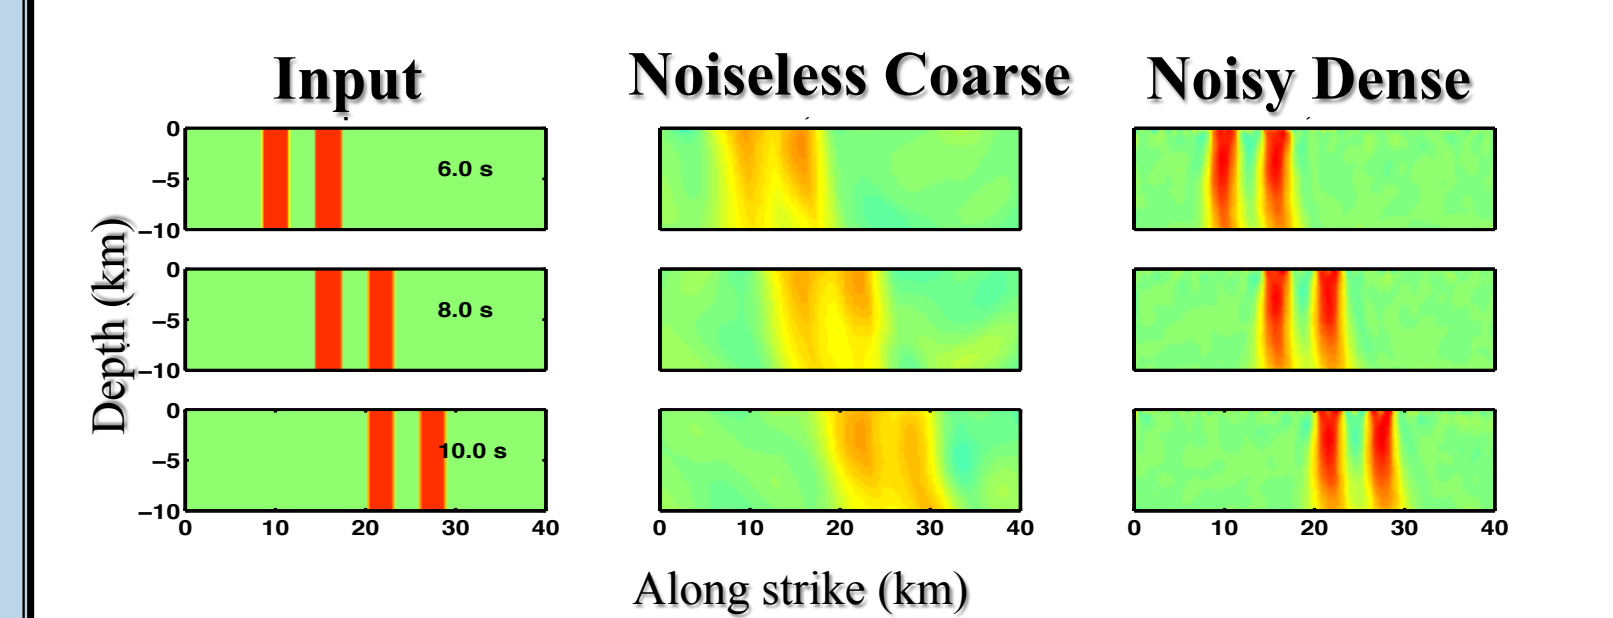 Input
Noiseless Coarse
Noisy Dense
0
−5
−10
6.0 s
0
−5
−10
8.0 s
0
−5
−10
10.0 s
Depth (km)
0 10 20 30 40
0 10 20 30 40
0 10 20 30 40
Along strike (km)